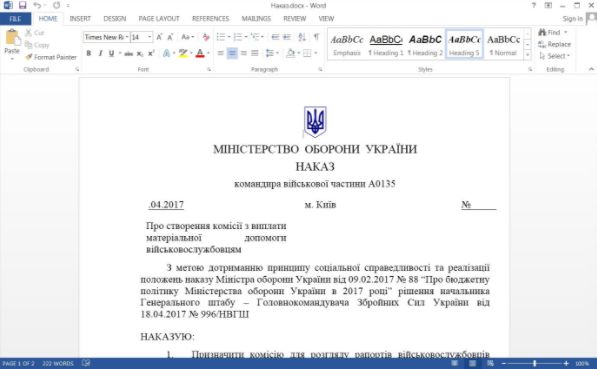 Наказ.docx - Word
Sign in
FILE HOME INSERT DESIGN PAGE LAYOUT REFERENCES MAILINGS REVIEW VIEW
Paste
Cut
Copy
Format Painter
Clipboard
Times New R
14
Font
Paragraph
AaBbCc AaBbCc AaBbC AaBbCc AaBbCc
Emphasis Heading 1 ¶ Heading 2 Heading 5 ¶ Normal
Styles
Find
Replace
Select
Editing
МІНІСТЕРСТВО ОБОРОНИ УКРАЇНИ
НАКАЗ
командира військової частини А0135
.04.2017 м. Київ №
Про створення комісії з виплати
матеріальної допомоги
військовослужбовцям
З метою дотриманню принципу соціальної справедливості та реалізації
положень наказу Міністра оборони України від 09.02.2017 № 88 “Про бюджетну
політику Міністерства оборони України в 2017 році” рішення начальника
Генерального штабу – Головнокомандувача Збройних Сил України від
18.04.2017 № 996/НВГШ
НАКАЗУЮ:
1. Призначити комісію для розгляду рапортів військовослужбовців
PAGE 1 OF 2 222 WORDS
100%